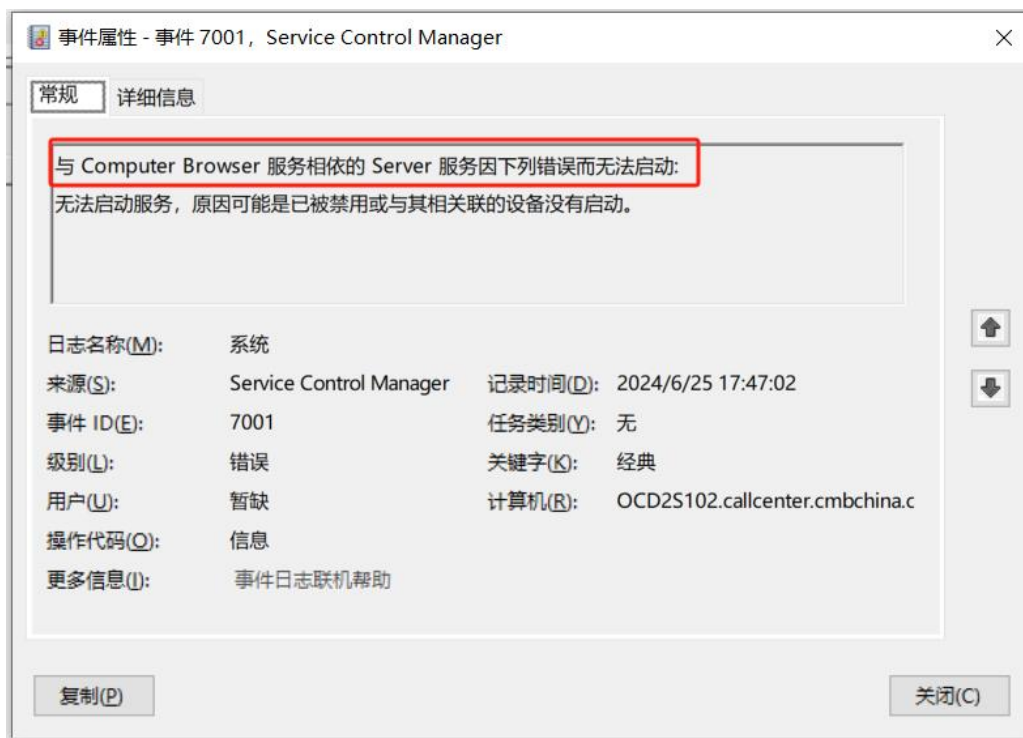 事件属性 - 事件 7001，Service Control Manager
常规 详细信息
与 Computer Browser 服务相依的 Server 服务因下列错误而无法启动:
无法启动服务，原因可能是已被禁用或与其相关联的设备没有启动。
日志名称(M): 系统
来源(S): Service Control Manager 记录时间(D): 2024/6/25 17:47:02
事件 ID(E): 7001 任务类别(Y): 无
级别(L): 错误 关键字(K): 经典
用户(U): 暂缺 计算机(R): OCD2S102.callcenter.cmbchina.c
操作代码(O): 信息
更多信息(I): 事件日志联机帮助
复制(P) 关闭(C)